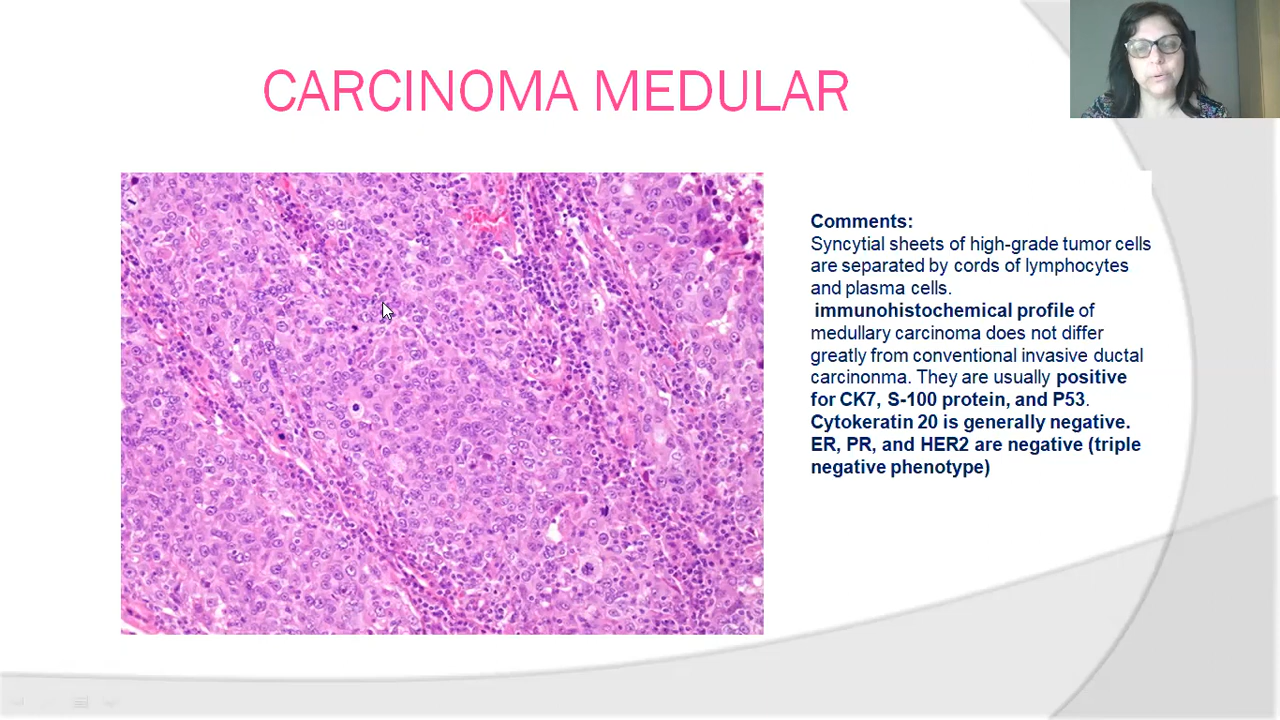 CARCINOMA MEDULAR
Comments:
Syncytial sheets of high-grade tumor cells
are separated by cords of lymphocytes
and plasma cells.
immunohistochemical profile of
medullary carcinoma does not differ
greatly from conventional invasive ductal
carcinonma. They are usually positive
for CK7, S-100 protein, and P53.
Cytokeratin 20 is generally negative.
ER, PR, and HER2 are negative (triple
negative phenotype)